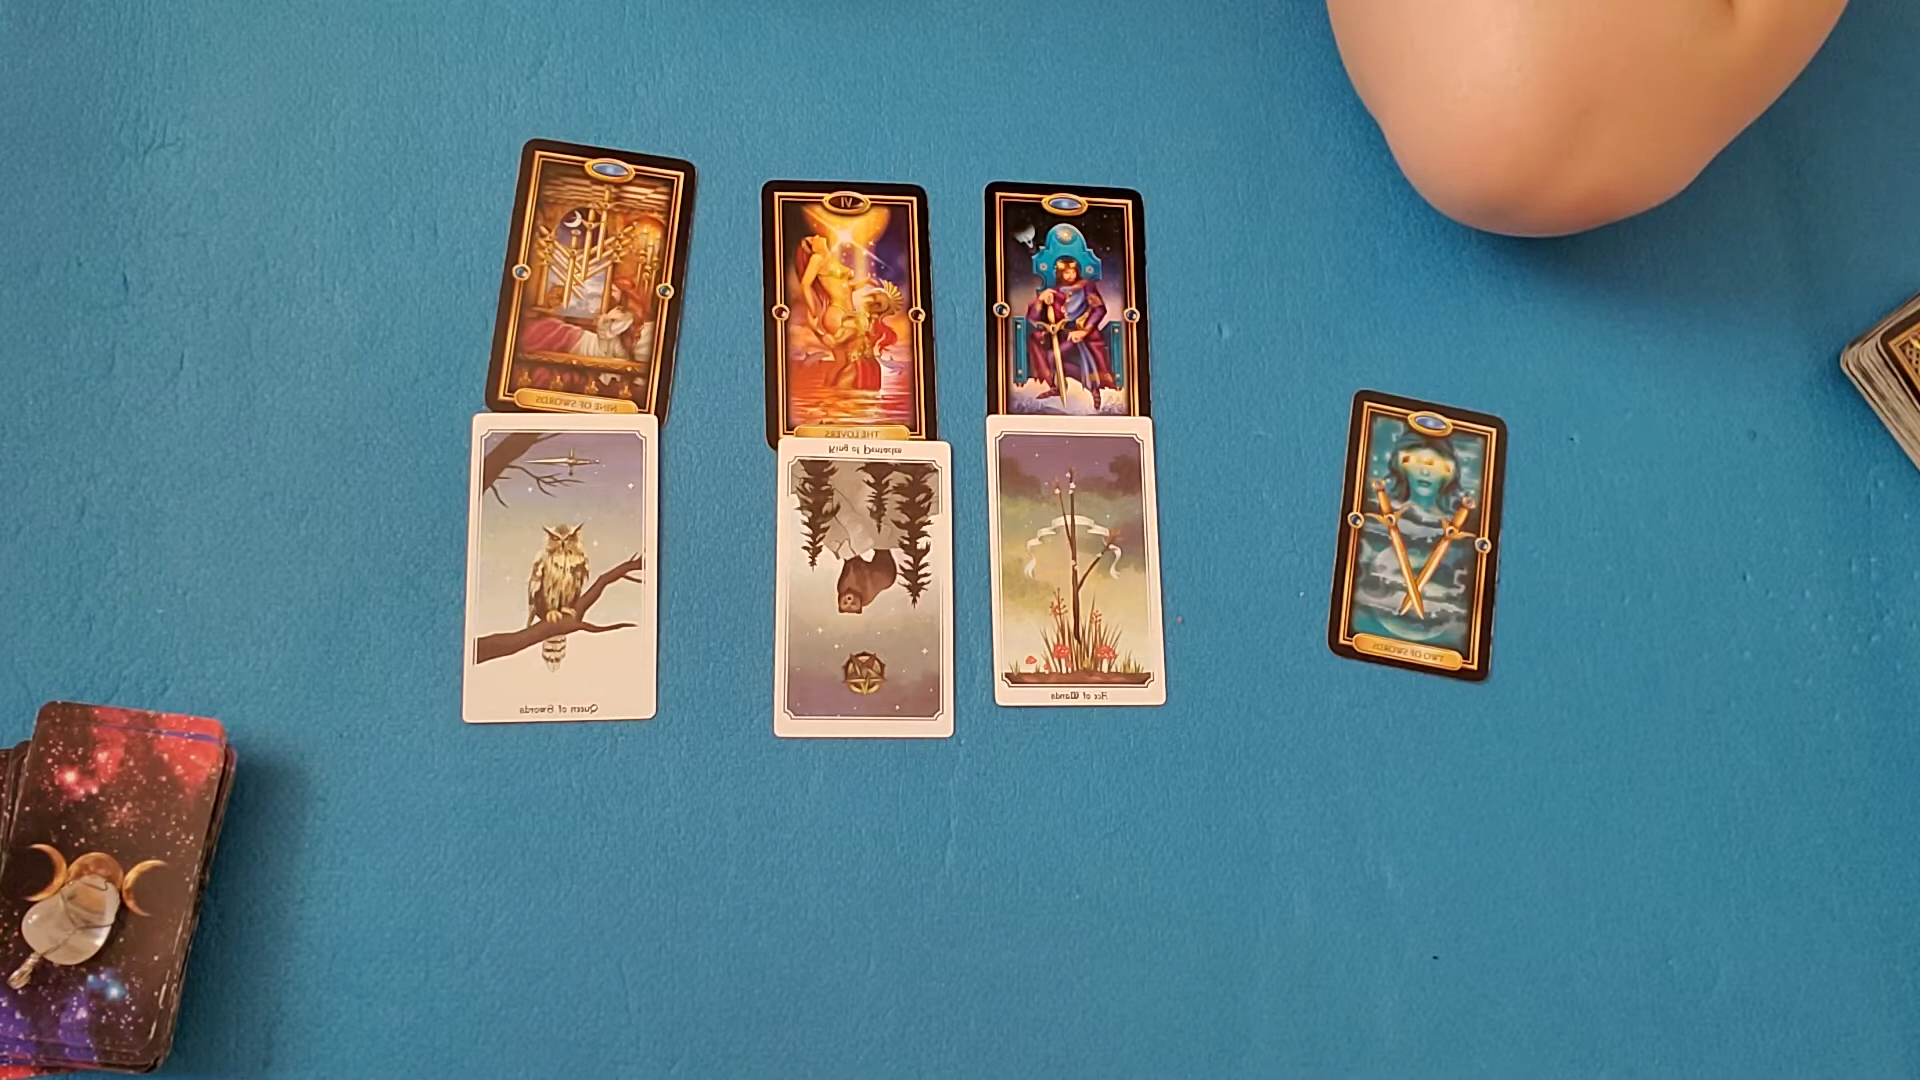 VI
NINE OF SWORDS
THE LOVERS
King of Pentacles
TWO OF SWORDS
Ace of Wands
Queen of Swords